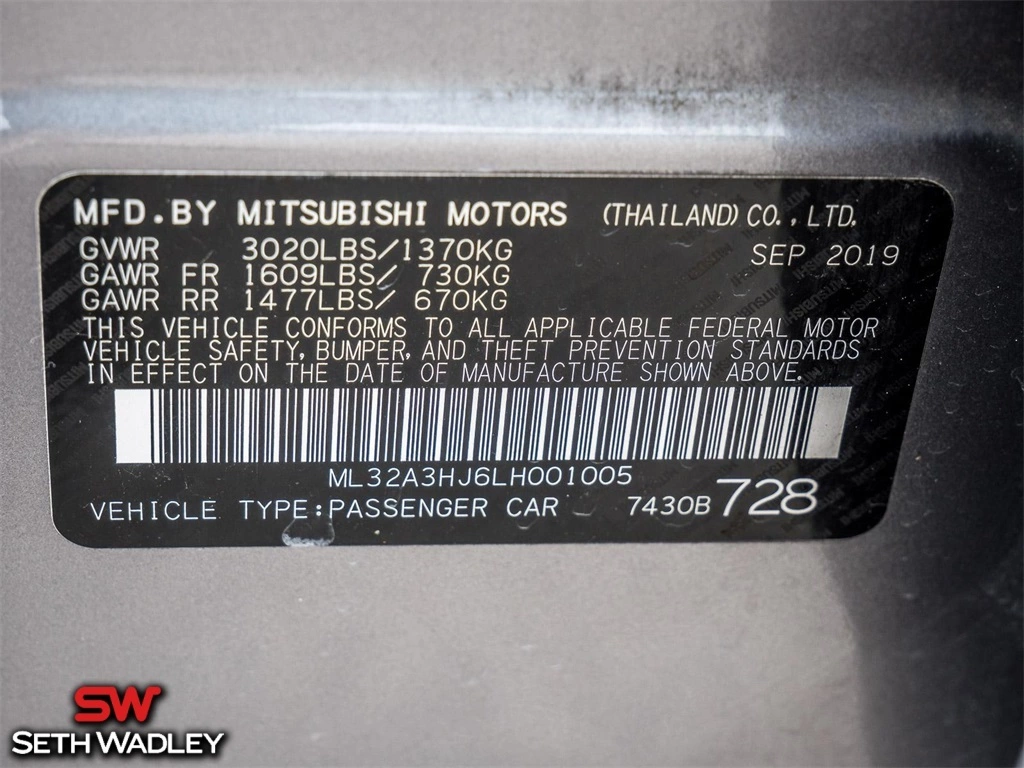 MFD.BY MITSUBISHI MOTORS (THAILAND) CO., LTD.
GVWR 3020LBS/1370KG SEP 2019
GAWR FR 1609LBS/ 730KG
GAWR RR 1477LBS/ 670KG
THIS VEHICLE CONFORMS TO ALL APPLICABLE FEDERAL MOTOR
VEHICLE SAFETY, BUMPER, AND THEFT PREVENTION STANDARDS
IN EFFECT ON THE DATE OF MANUFACTURE SHOWN ABOVE.
ML32A3HJ6LH001005
VEHICLE TYPE:PASSENGER CAR 7430B 728
SW
SETH WADLEY